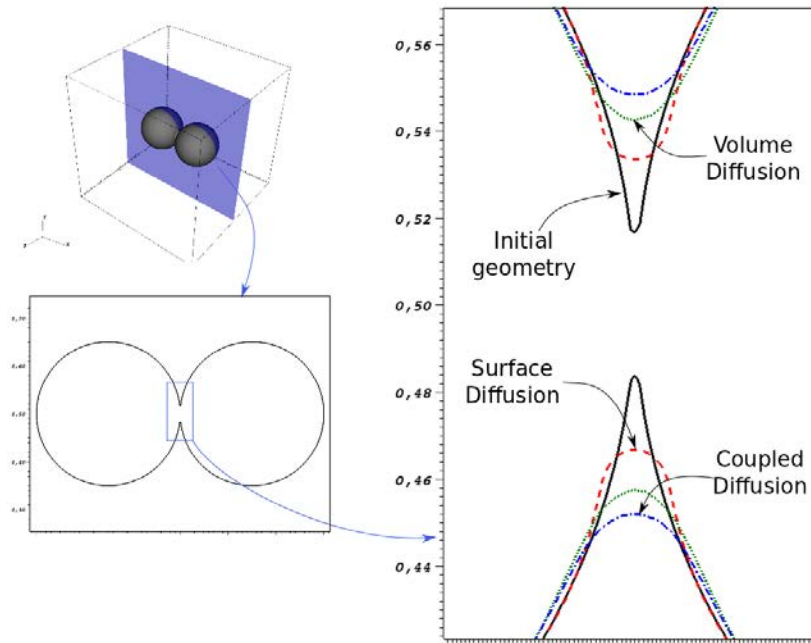 0,56
0,54
Volume
Diffusion
0,52
Initial
geometry
0,50
0,48
Surface
Diffusion
0,46
Coupled
Diffusion
0,44